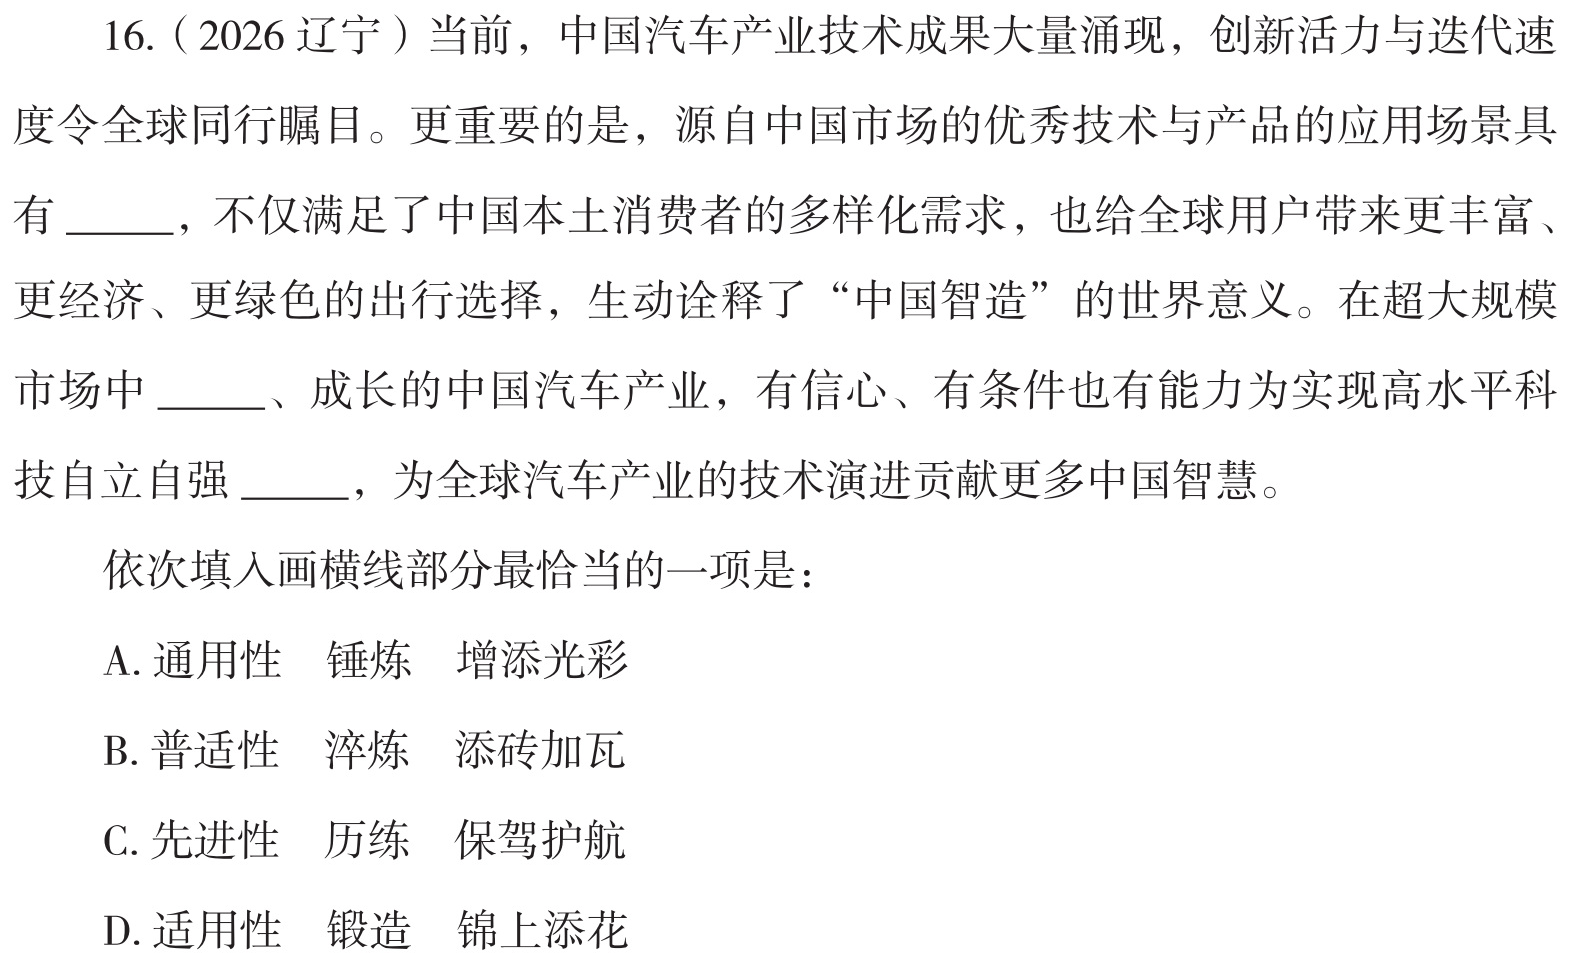 16.（2026 辽宁）当前，中国汽车产业技术成果大量涌现，创新活力与迭代速
度令全球同行瞩目。更重要的是，源自中国市场的优秀技术与产品的应用场景具
有 _____，不仅满足了中国本土消费者的多样化需求，也给全球用户带来更丰富、
更经济、更绿色的出行选择，生动诠释了“中国智造”的世界意义。在超大规模
市场中 _____、成长的中国汽车产业，有信心、有条件也有能力为实现高水平科
技自立自强 _____，为全球汽车产业的技术演进贡献更多中国智慧。
依次填入画横线部分最恰当的一项是：
A. 通用性　锤炼　增添光彩
B. 普适性　淬炼　添砖加瓦
C. 先进性　历练　保驾护航
D. 适用性　锻造　锦上添花